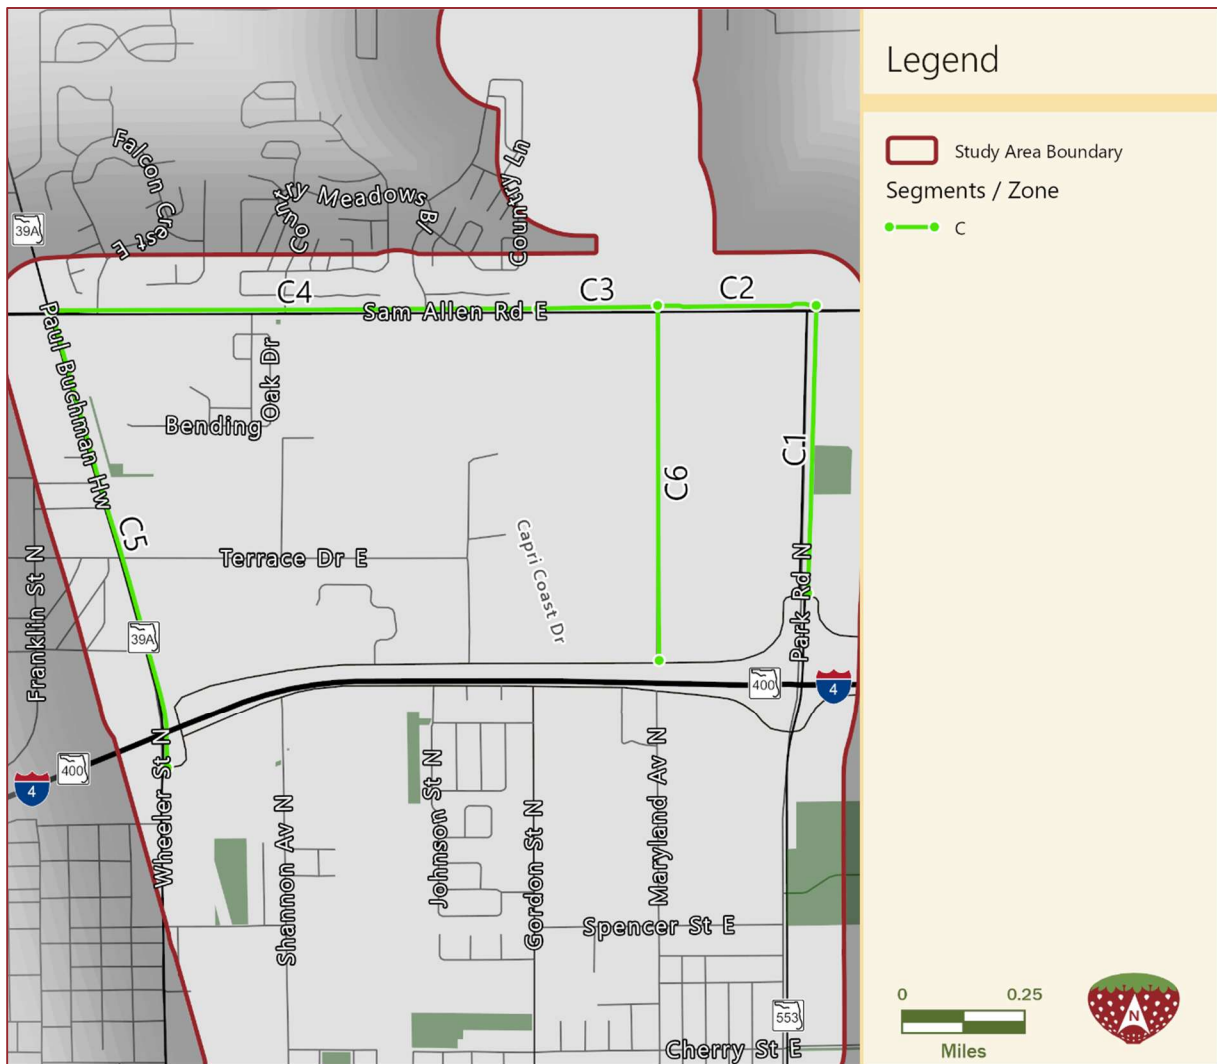 Legend
Study Area Boundary
Segments / Zone
C
Falcon Crest E
Country Meadows Bl
Country Ln
39A
C4
C3
C2
Sam Allen Rd E
Paul Buchman Hw
Oak Dr
Bending
C1
C6
C5
Capri Coast Dr
Terrace Dr E
Franklin St N
Park Rd N
39A
400
4
400
4
Wheeler St N
Shannon Av N
Johnson St N
Gordon St N
Maryland Av N
Spencer St E
553
Cherry St E
0 0.25
Miles
N